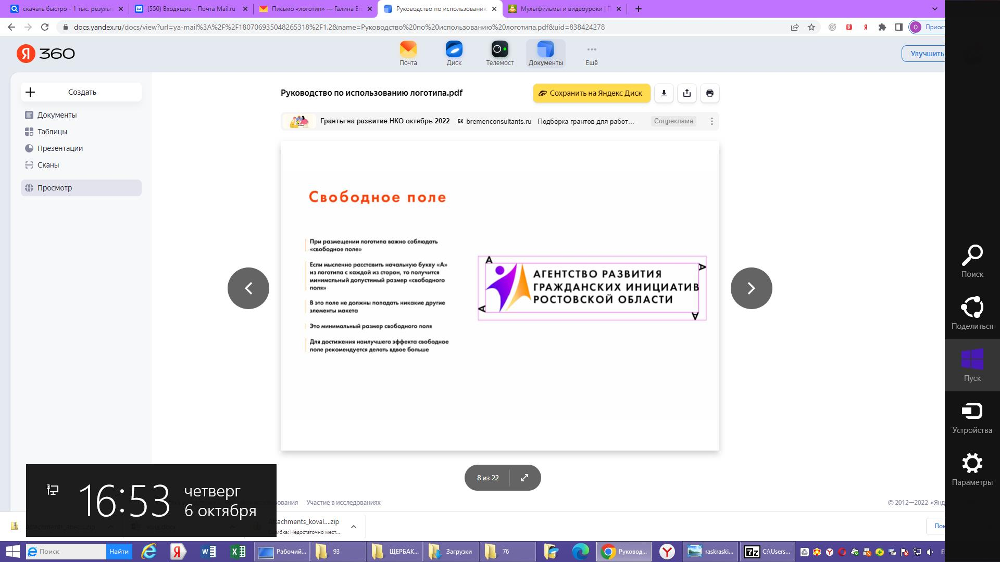 скачать быстро - 1 тыс. результа
(550) Входящие - Почта Mail.ru
Письмо «логотип» — Галина Ег
Руководство по использованию
Мультфильмы и видеоуроки | П
docs.yandex.ru/docs/view?url=ya-mail%3A%2F%2F180706935048265318%2F1.2&name=Руководство%20по%20использованию%20логотипа.pdf&uid=838424278
О Приос
Я 360
Почта
Диск
Телемост
Документы
Ещё
Улучшить
Создать
Документы
Таблицы
Презентации
Сканы
Просмотр
Руководство по использованию логотипа.pdf
Сохранить на Яндекс Диск
Гранты на развитие НКО октябрь 2022 БК bremenconsultants.ru Подборка грантов для работ... Соцреклама
Свободное поле
При размещении логотипа важно соблюдать
«свободное поле»
Если мысленно расставить начальную букву «А»
из логотипа с каждой из сторон, то получится
минимальный допустимый размер «свободного
поля»
В это поле не должны попадать никакие другие
элементы макета
Это минимальный размер свободного поля
Для достижения наилучшего эффекта свободное
поле рекомендуется делать вдвое больше
А
А
АГЕНТСТВО РАЗВИТИЯ
ГРАЖДАНСКИХ ИНИЦИАТИВ
РОСТОВСКОЙ ОБЛАСТИ
А
А
8 из 22
Поиск
Поделиться
Пуск
Устройства
Параметры
16:53
четверг
6 октября
Участие в исследованиях
© 2012—2022 «Янд
Attachments_koval....zip
Недостаточно мест...
Пок
Поиск
Найти
Рабочий...
93
ЩЕРБАК...
Загрузки
76
Руковод...
raskraski...
C:\Users...